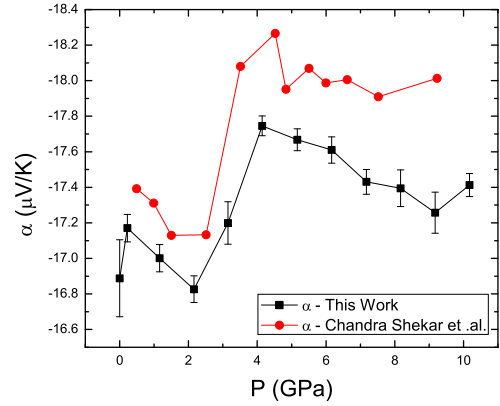 -18.4
-18.2
-18.0
-17.8
-17.6
-17.4
-17.2
-17.0
-16.8
-16.6
α (μV/K)
α - This Work
α - Chandra Shekar et .al.
0 2 4 6 8 10
P (GPa)